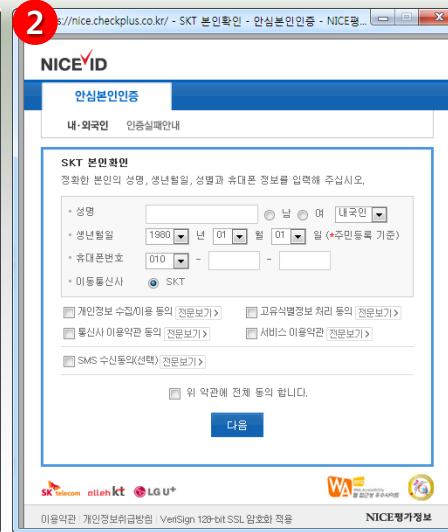 2
s://nice.checkplus.co.kr/ - SKT 본인확인 - 안심본인인증 - NICE평...
NICE ID
안심본인인증
내·외국인 인증실패안내
SKT 본인확인
정확한 본인의 성명, 생년월일, 성별과 휴대폰 정보를 입력해 주십시오.
• 성명 남 여 내국인
• 생년월일 1980 년 01 월 01 일 (*주민등록 기준)
• 휴대폰번호 010 - -
• 이동통신사 SKT
개인정보 수집/이용 동의 전문보기> 고유식별정보 처리 동의 전문보기>
통신사 이용약관 동의 전문보기> 서비스 이용약관 전문보기>
SMS 수신동의(선택) 전문보기>
위 약관에 전체 동의 합니다.
다음
SK telecom olleh kt LG U+ WA
이용약관 | 개인정보취급방침 | VeriSign 128-bit SSL 암호화 적용 NICE평가정보